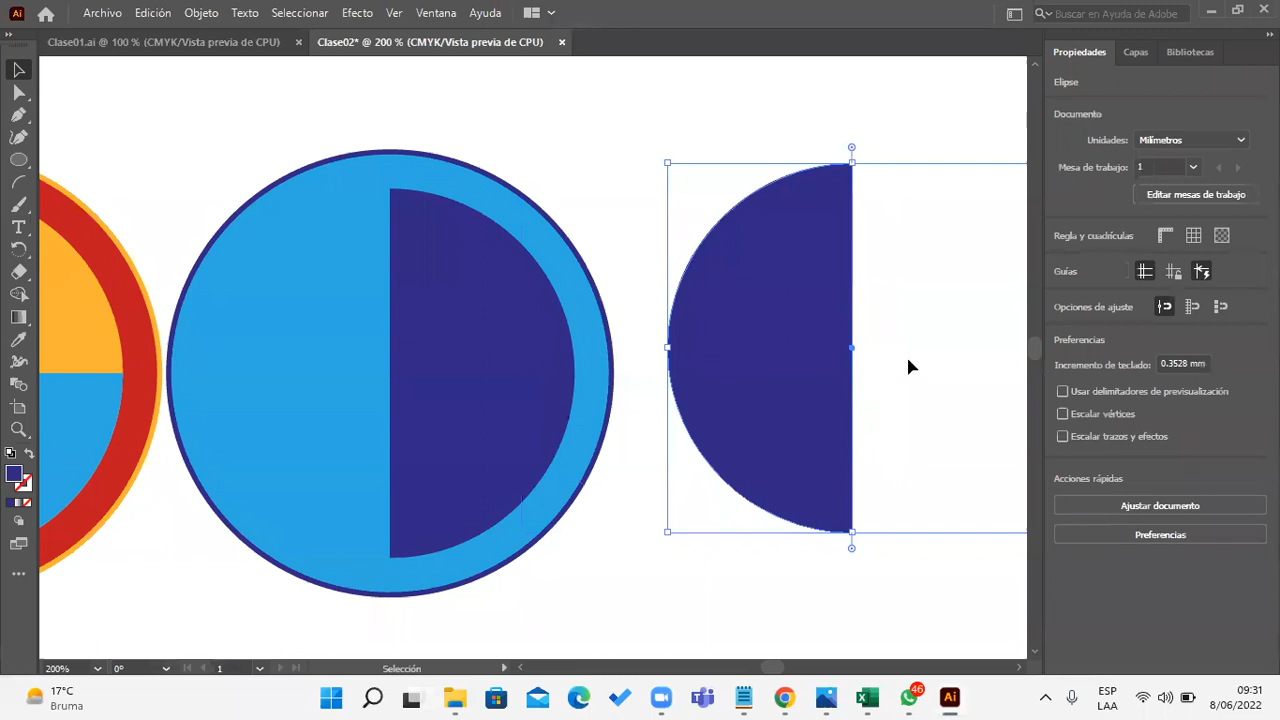 Ai Archivo Edición Objeto Texto Seleccionar Efecto Ver Ventana Ayuda Buscar en Ayuda de Adobe
Clase01.ai @ 100 % (CMYK/Vista previa de CPU) × Clase02* @ 200 % (CMYK/Vista previa de CPU) ×
Propiedades Capas Bibliotecas
Elipse
Documento
Unidades: Milímetros
Mesa de trabajo: 1
Editar mesas de trabajo
Regla y cuadrículas
Guías
Opciones de ajuste
Preferencias
Incremento de teclado: 0.3528 mm
Usar delimitadores de previsualización
Escalar vértices
Escalar trazos y efectos
Acciones rápidas
Ajustar documento
Preferencias
200% 0° 1 Selección
17°C
Bruma
46
Ai
ESP
LAA
09:31
8/06/2022